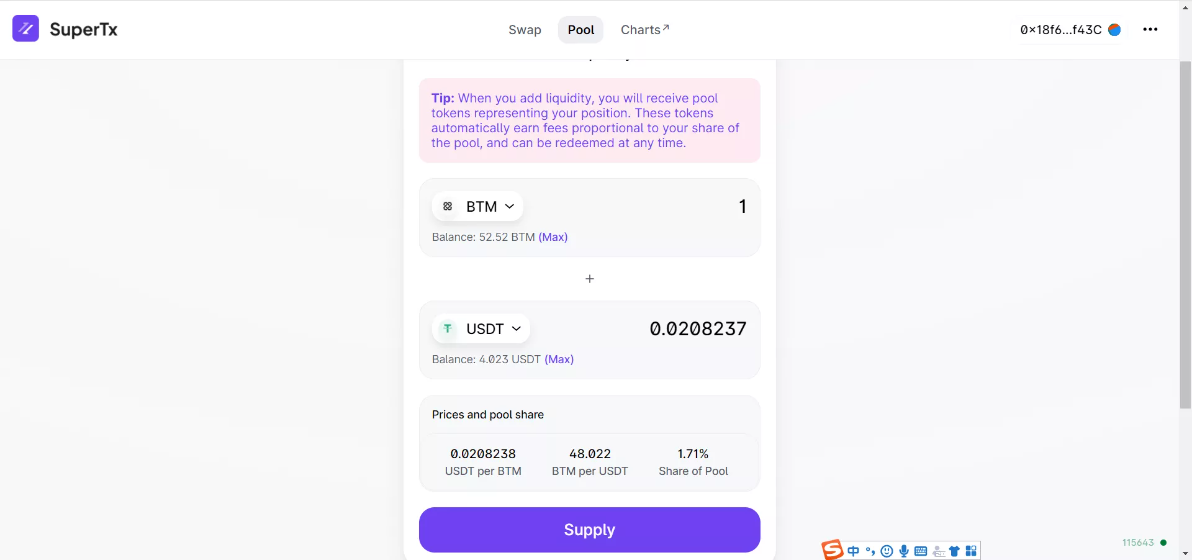 SuperTx
Swap
Pool
Charts↗
0×18f6...f43C
Tip: When you add liquidity, you will receive pool
tokens representing your position. These tokens
automatically earn fees proportional to your share of
the pool, and can be redeemed at any time.
BTM
1
Balance: 52.52 BTM (Max)
+
USDT
0.0208237
Balance: 4.023 USDT (Max)
Prices and pool share
0.0208238
48.022
1.71%
USDT per BTM
BTM per USDT
Share of Pool
Supply
中
115643